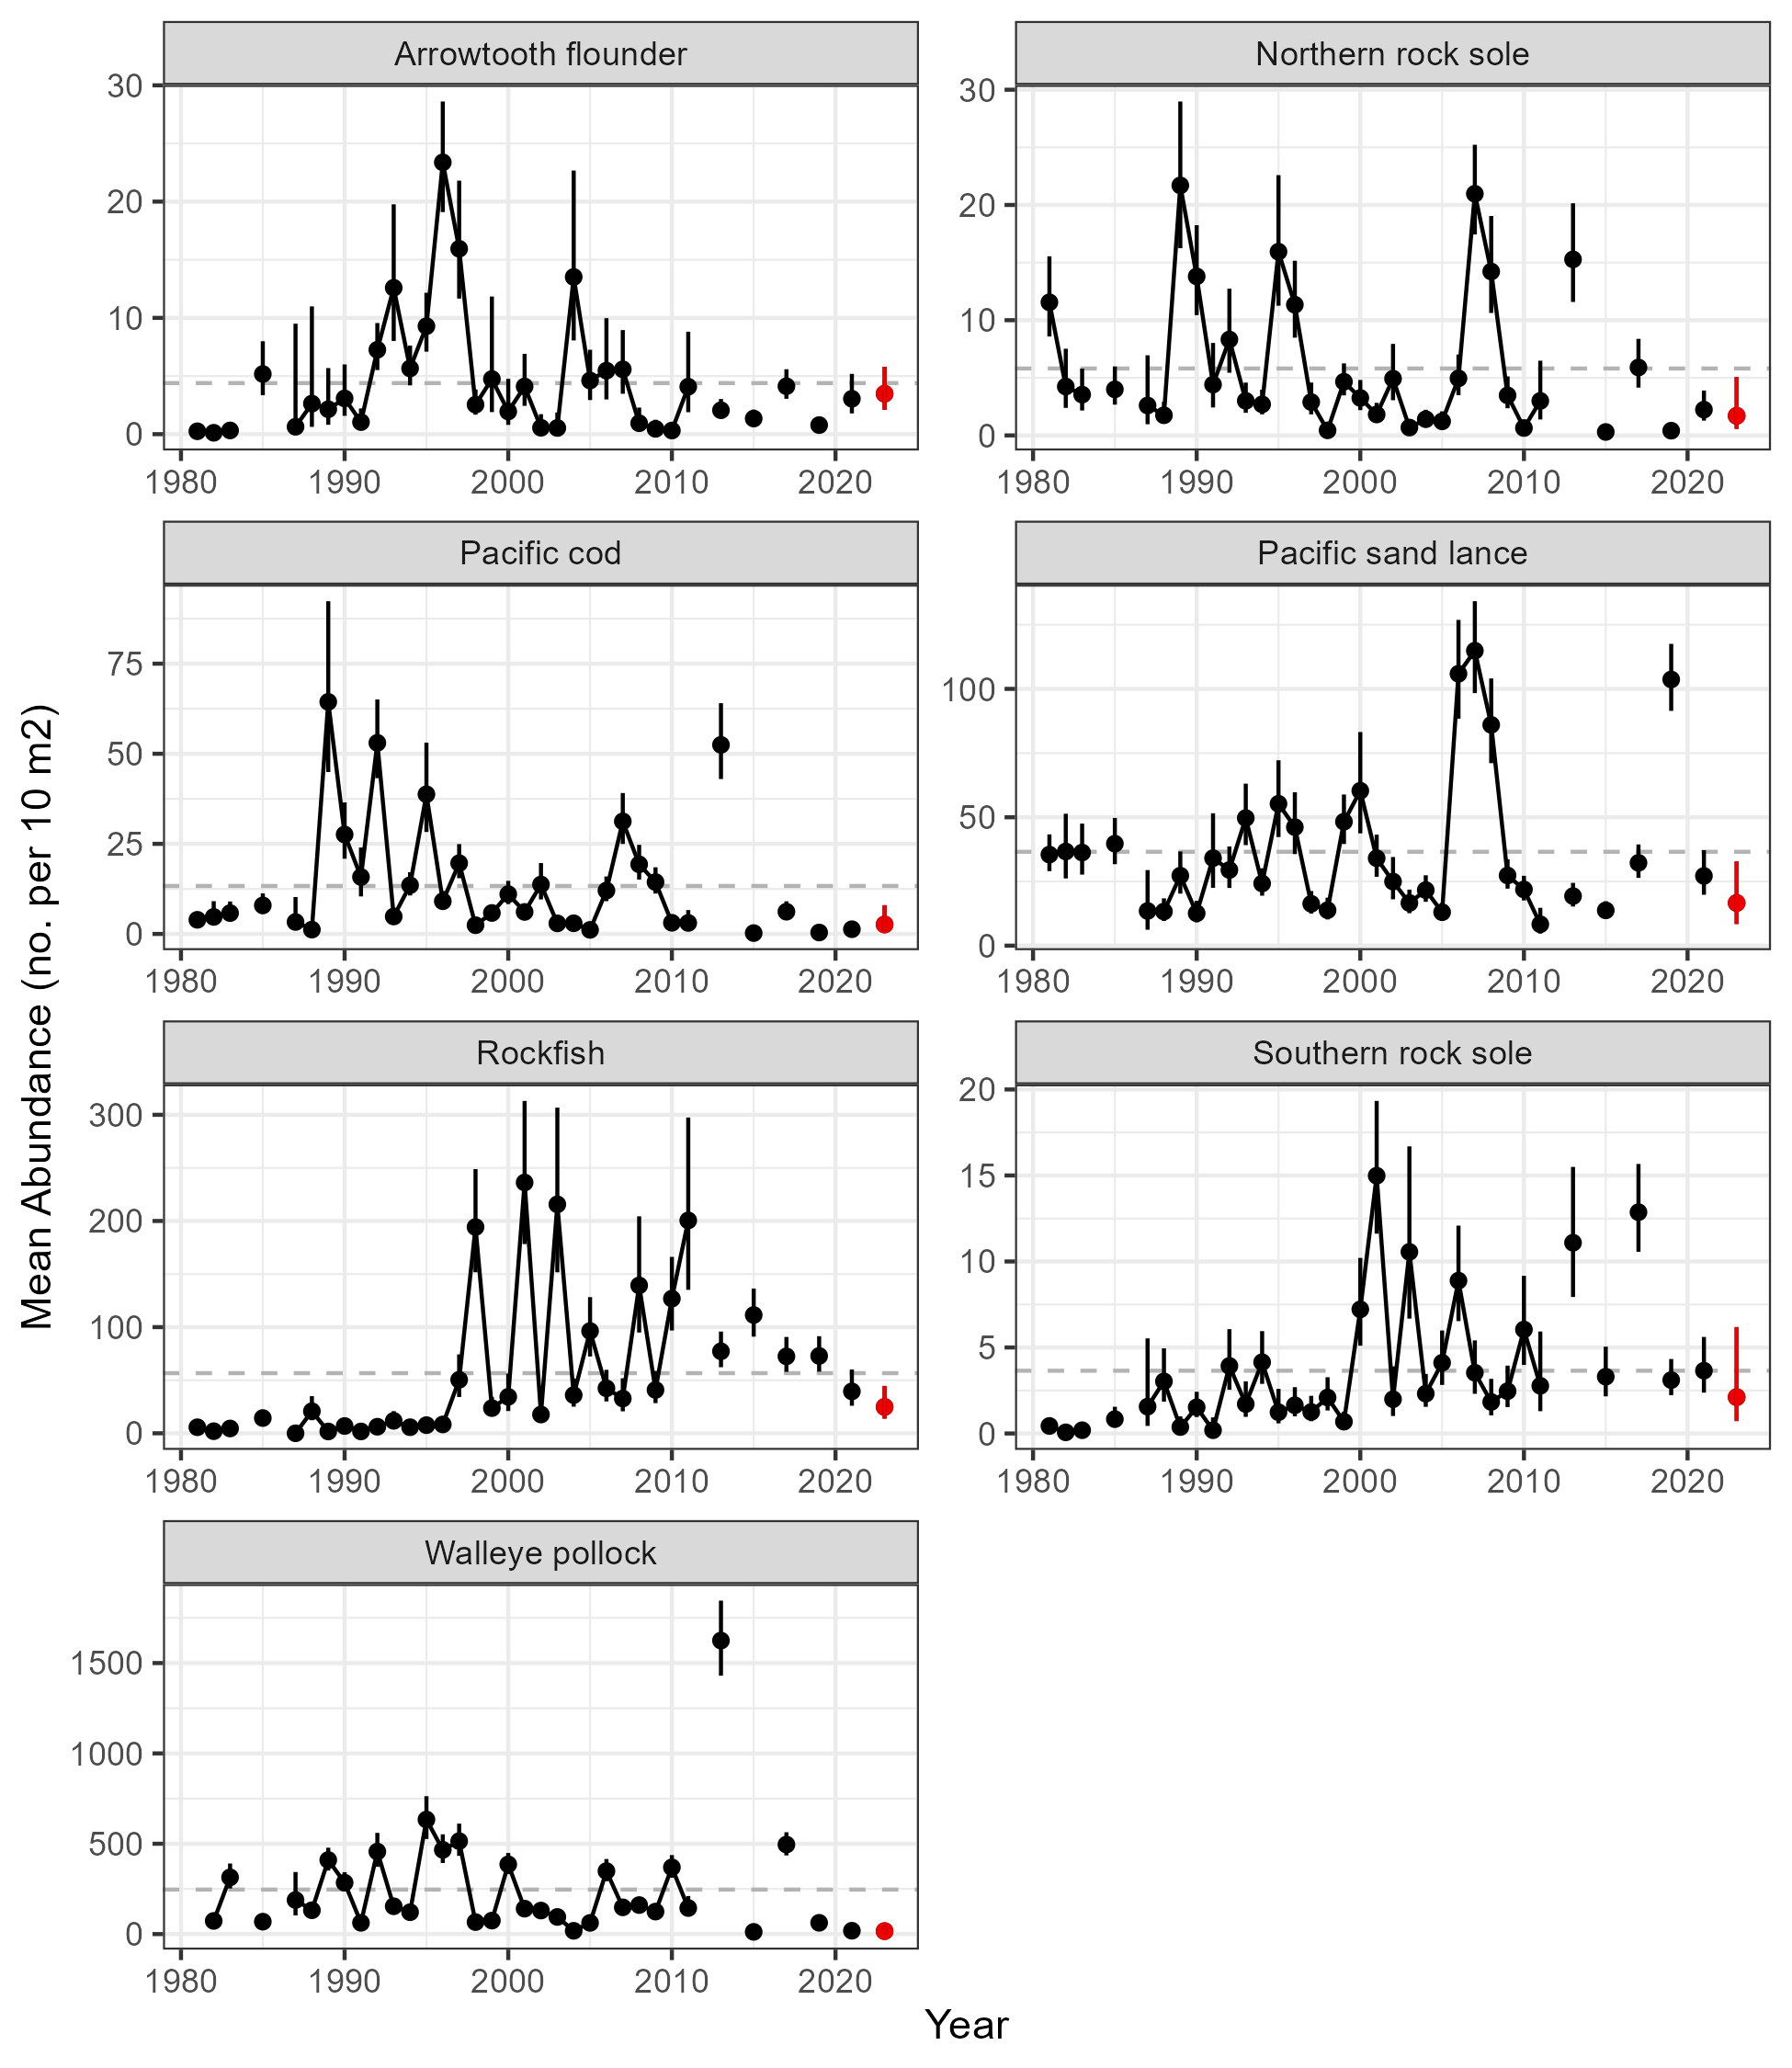 Arrowtooth flounder
30
20
10
0
1980 1990 2000 2010 2020
Northern rock sole
30
20
10
0
1980 1990 2000 2010 2020
Pacific cod
75
50
25
0
1980 1990 2000 2010 2020
Pacific sand lance
100
50
0
1980 1990 2000 2010 2020
Mean Abundance (no. per 10 m2)
Rockfish
300
200
100
0
1980 1990 2000 2010 2020
Southern rock sole
20
15
10
5
0
1980 1990 2000 2010 2020
Walleye pollock
1500
1000
500
0
1980 1990 2000 2010 2020
Year